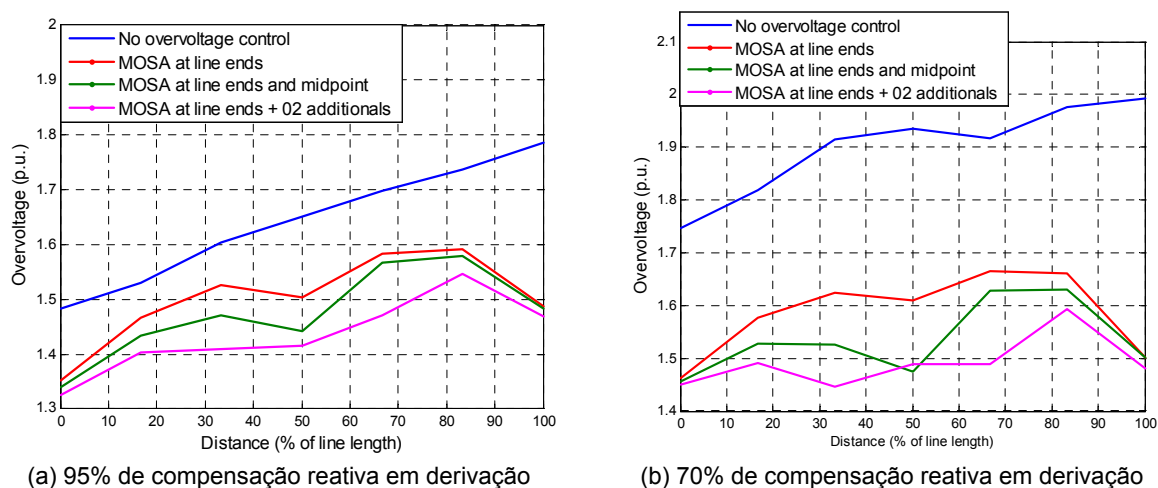 2
1.9
1.8
1.7
1.6
1.5
1.4
1.3
Overvoltage (p.u.)
No overvoltage control
MOSA at line ends
MOSA at line ends and midpoint
MOSA at line ends + 02 additionals
0 10 20 30 40 50 60 70 80 90 100
Distance (% of line length)
(a) 95% de compensação reativa em derivação
2.1
2
1.9
1.8
1.7
1.6
1.5
1.4
Overvoltage (p.u.)
No overvoltage control
MOSA at line ends
MOSA at line ends and midpoint
MOSA at line ends + 02 additionals
0 10 20 30 40 50 60 70 80 90 100
Distance (% of line length)
(b) 70% de compensação reativa em derivação